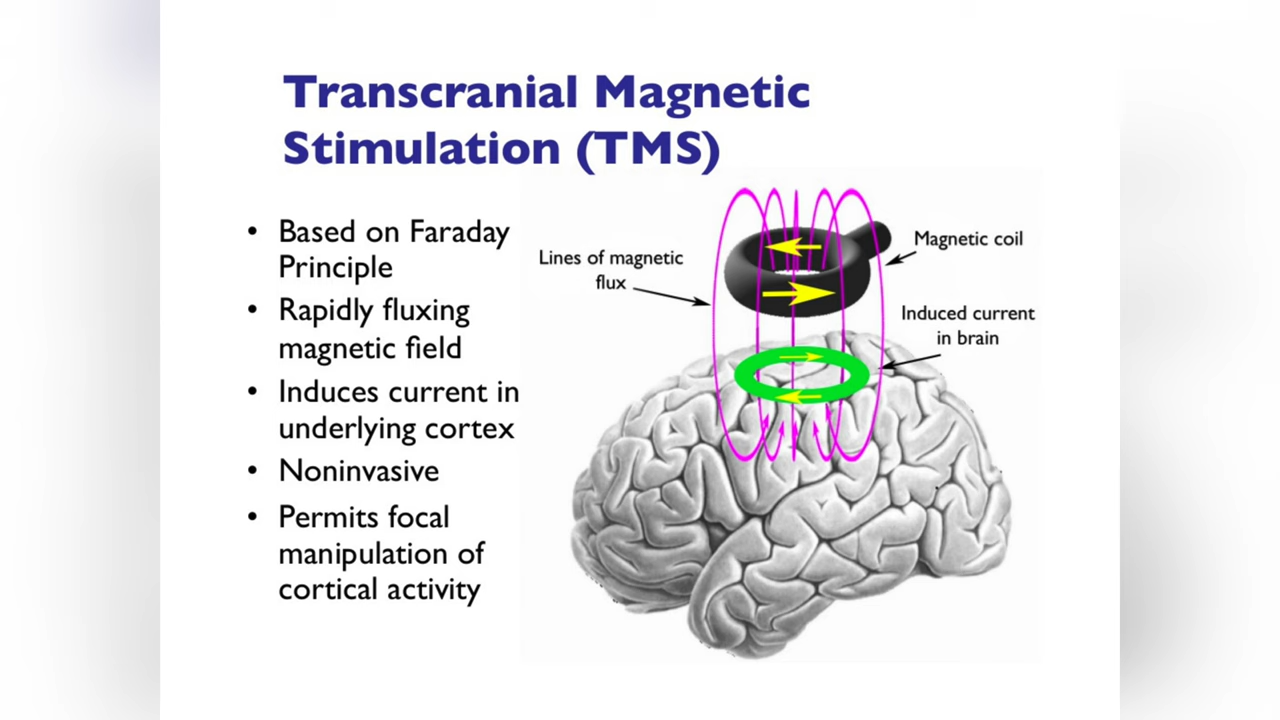 Transcranial Magnetic
Stimulation (TMS)
• Based on Faraday
Principle
• Rapidly fluxing
magnetic field
• Induces current in
underlying cortex
• Noninvasive
• Permits focal
manipulation of
cortical activity
Lines of magnetic
flux
Magnetic coil
Induced current
in brain